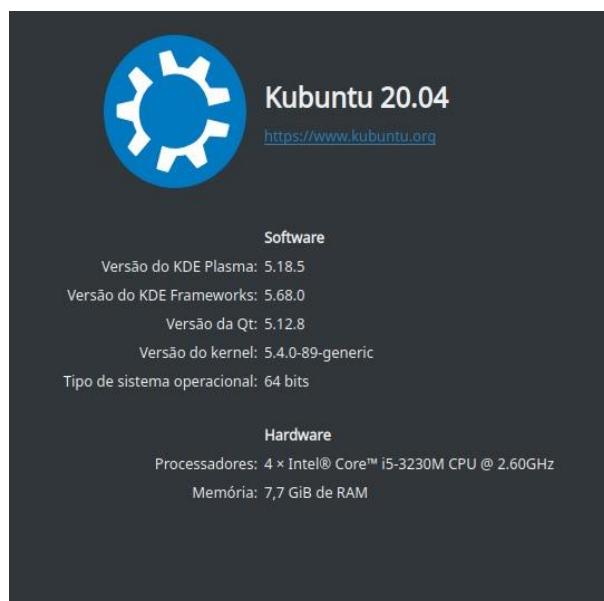 Kubuntu 20.04
https://www.kubuntu.org
Software
Versão do KDE Plasma: 5.18.5
Versão do KDE Frameworks: 5.68.0
Versão da Qt: 5.12.8
Versão do kernel: 5.4.0-89-generic
Tipo de sistema operacional: 64 bits
Hardware
Processadores: 4 × Intel® Core™ i5-3230M CPU @ 2.60GHz
Memória: 7,7 GiB de RAM